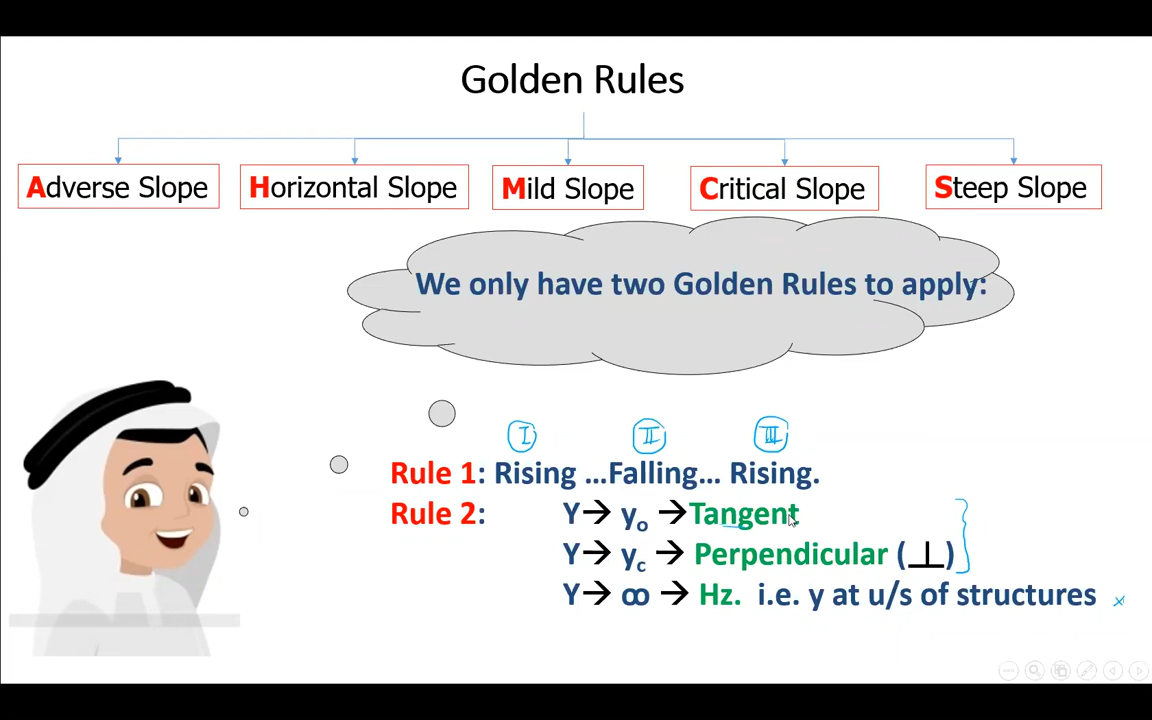 Golden Rules
Adverse Slope
Horizontal Slope
Mild Slope
Critical Slope
Steep Slope
We only have two Golden Rules to apply:
I II III
Rule 1: Rising ...Falling... Rising.
Rule 2: Y→ yo →Tangent
Y→ yc → Perpendicular (⊥)
Y→ ∞ → Hz. i.e. y at u/s of structures ×